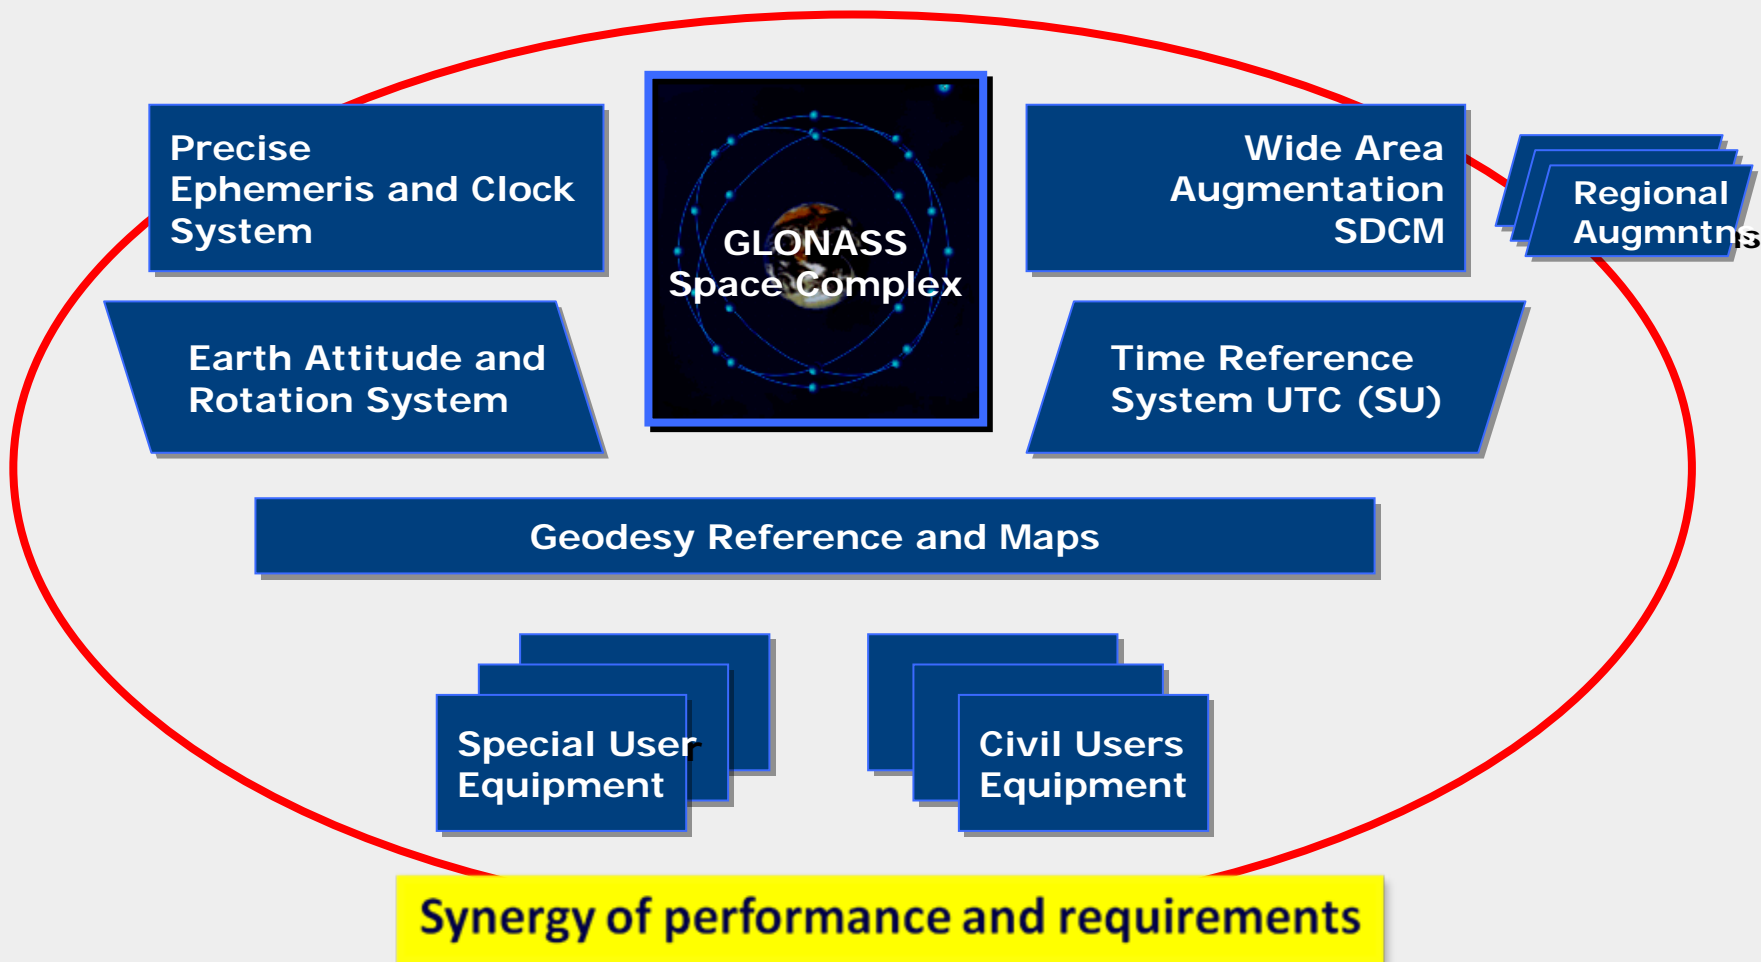 Precise
Ephemeris and Clock
System
GLONASS
Space Complex
Wide Area
Augmentation
SDCM
Regional
Augmntns
Earth Attitude and
Rotation System
Time Reference
System UTC (SU)
Geodesy Reference and Maps
Special User
Equipment
Civil Users
Equipment
Synergy of performance and requirements